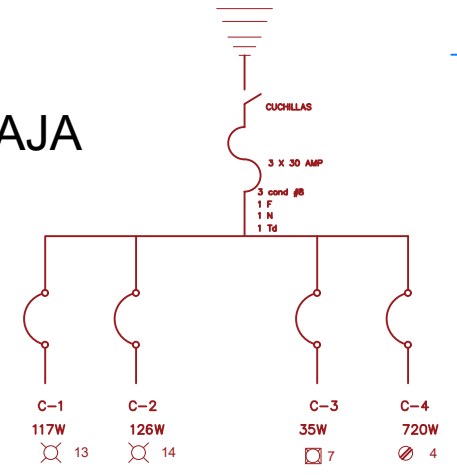 AJA
CUCHILLAS
3 X 30 AMP
3 cond #8
1 F
1 N
1 Td
C-1 C-2 C-3 C-4
117W 126W 35W 720W
13 14 7 4